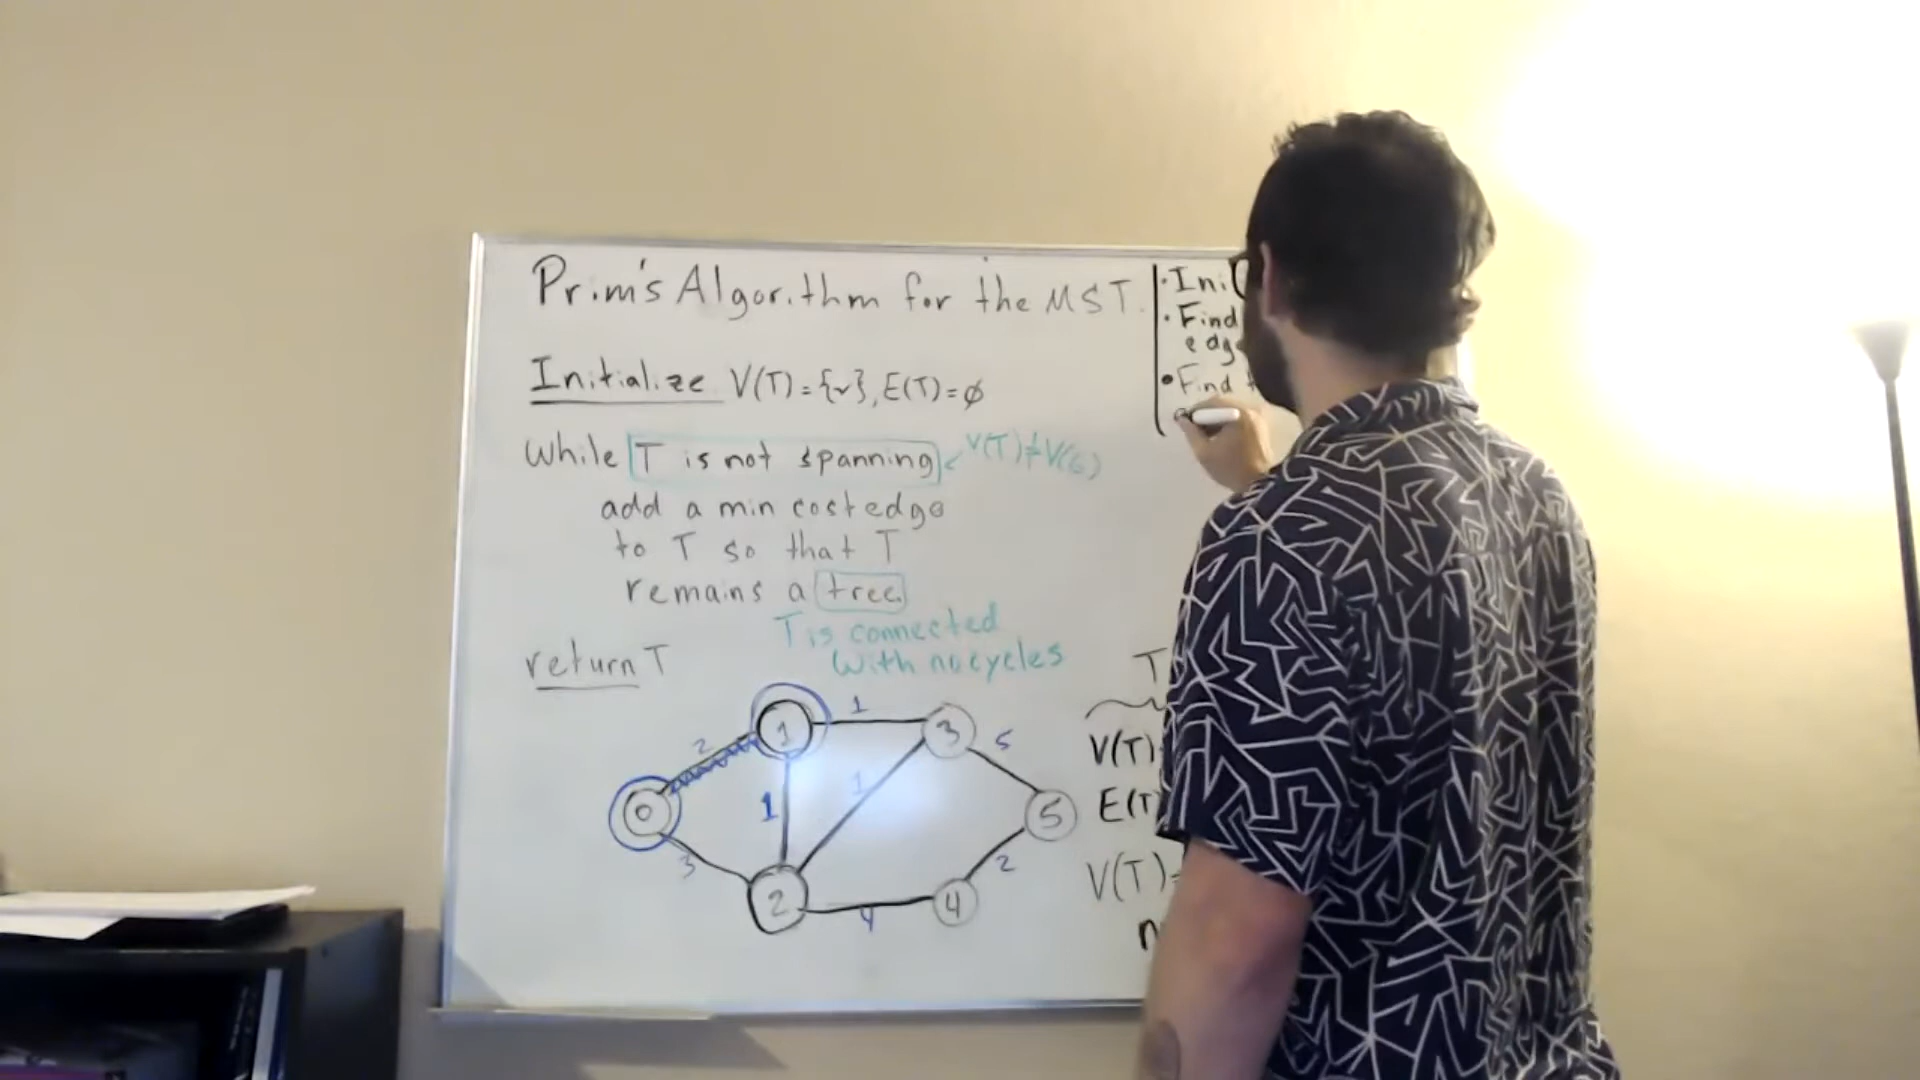 Prim's Algorithm for the MST.
Initialize V(T) = {v}, E(T) = ∅
While T is not spanning V(T) ≠ V(G)
add a min cost edge
to T so that T
remains a tree.
T is connected
with no cycles
return T
· Ini
· Find
edge
• Find
0
1
2
3
4
5
2
3
1
1
1
4
5
2
T
V(T)
E(T)
V(T) =